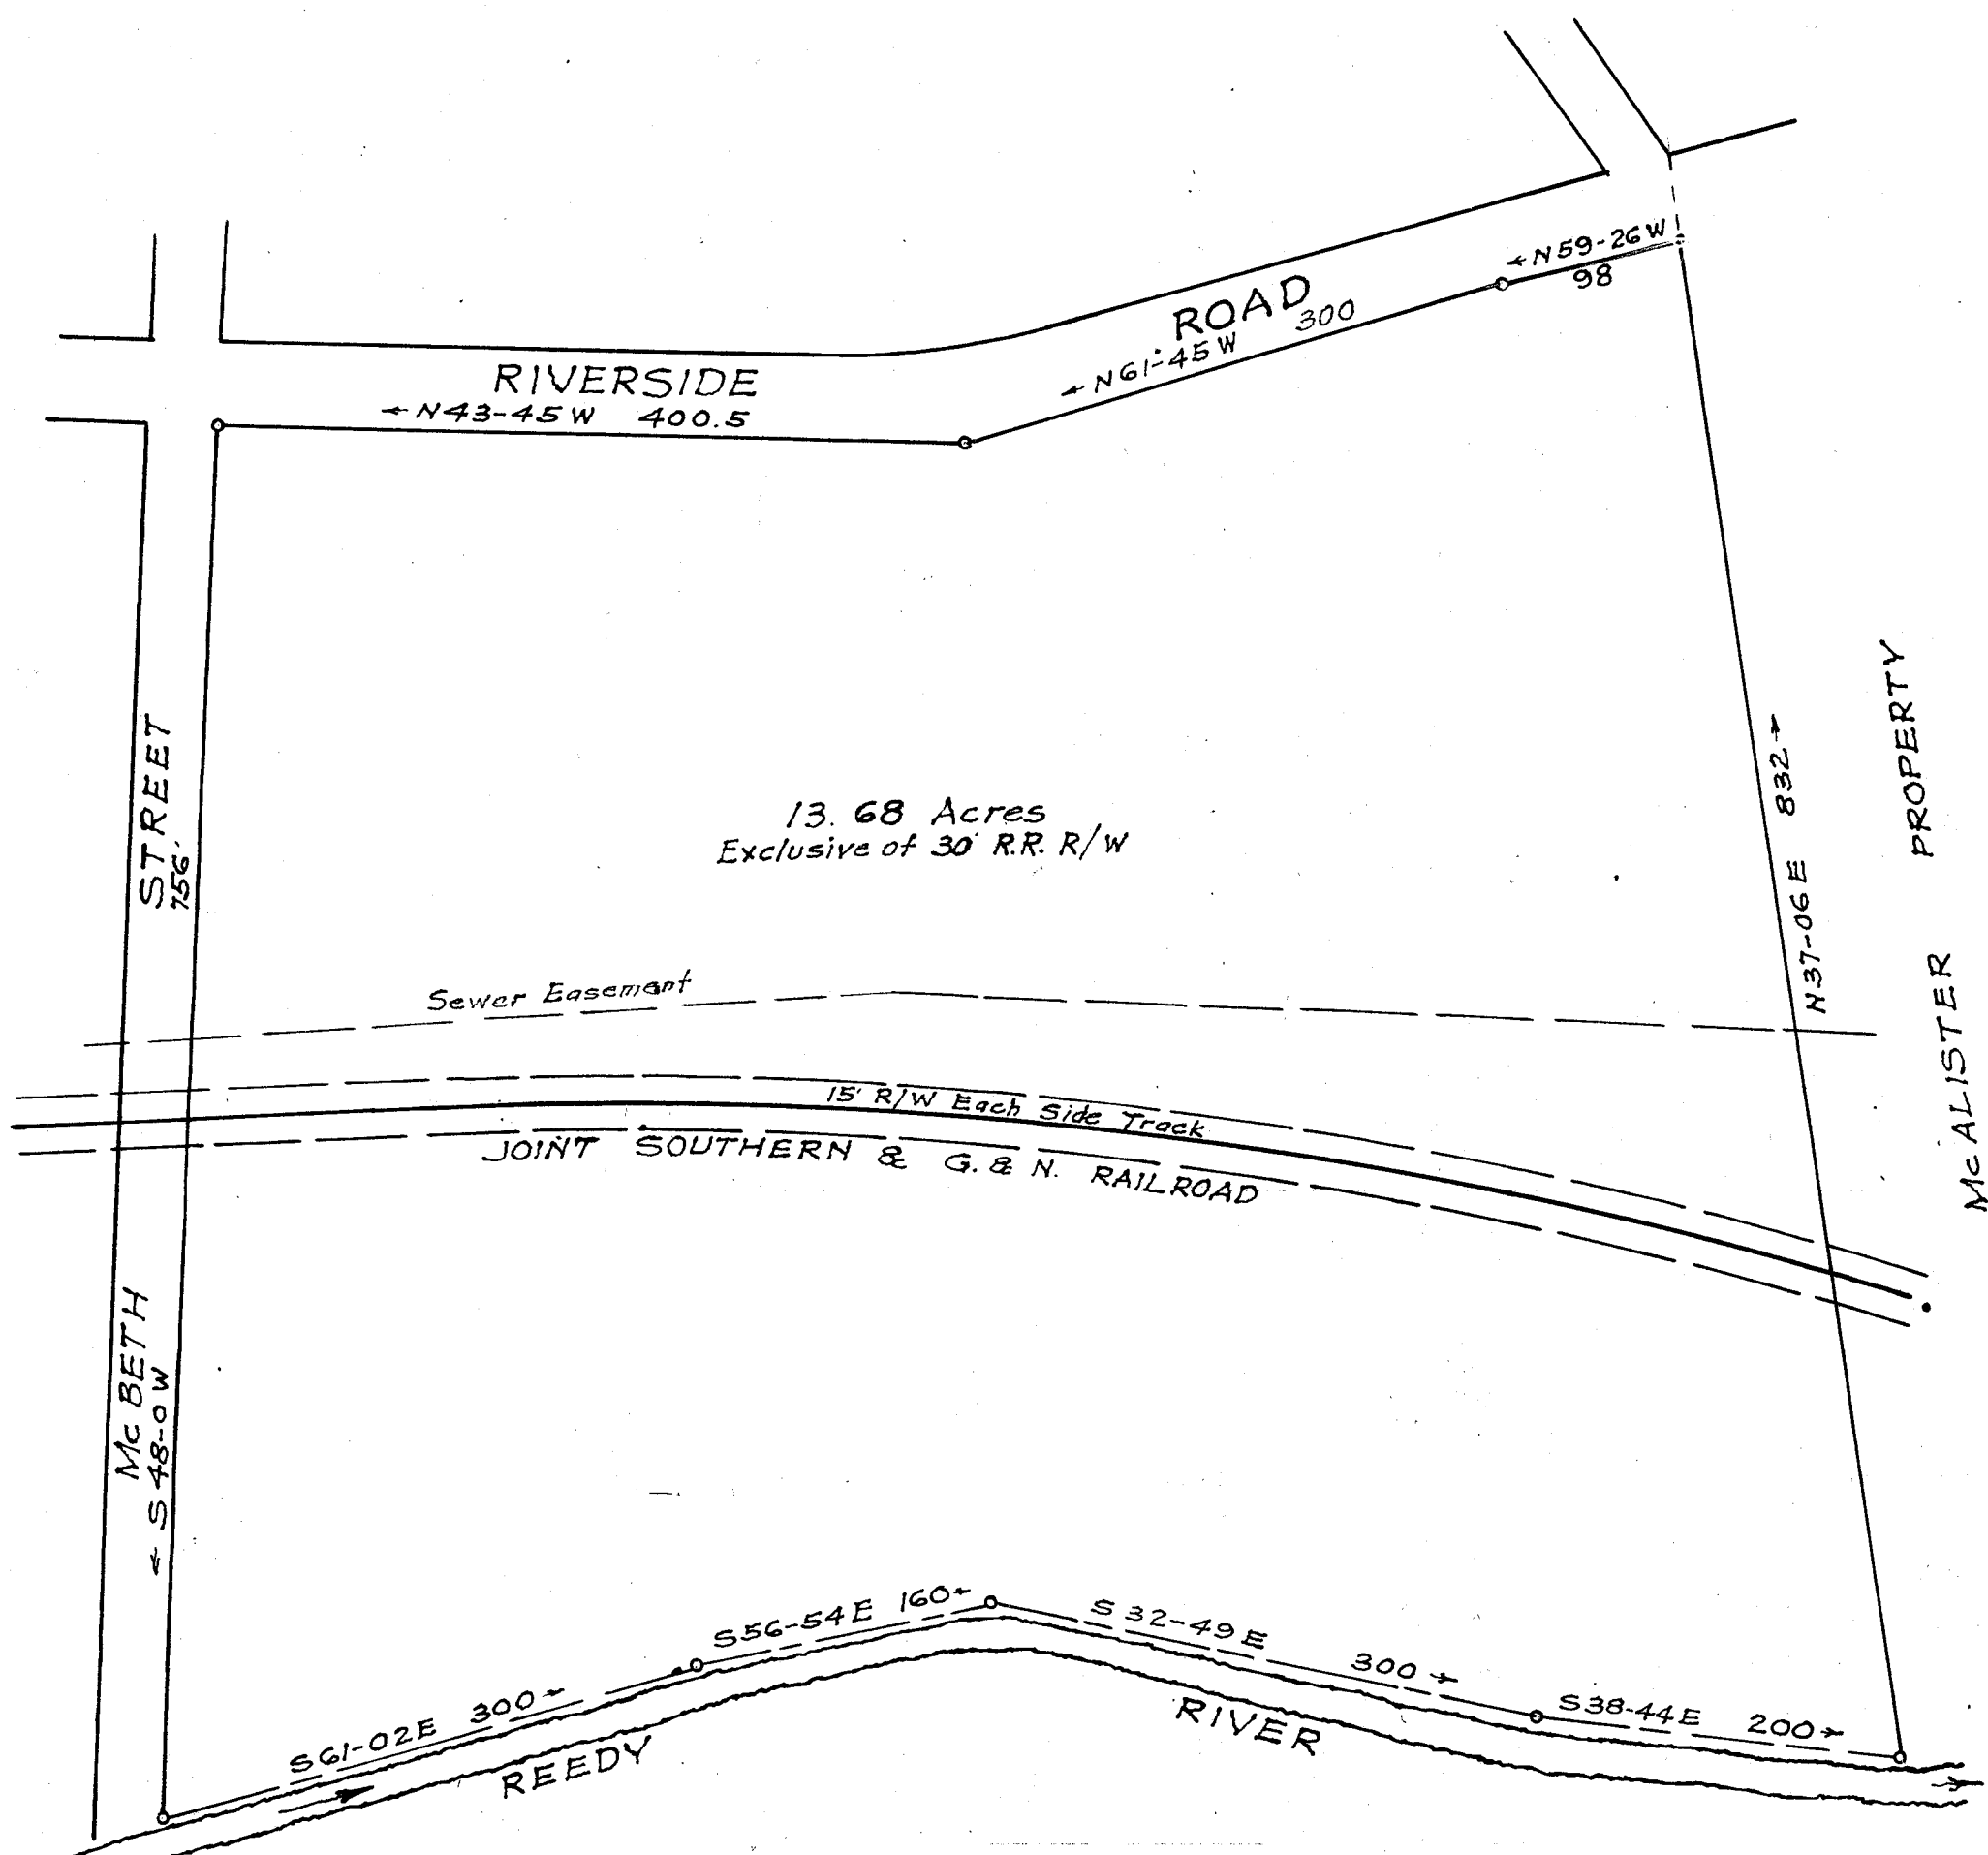 N59-26W
98
ROAD
300
N61-45W
RIVERSIDE
N43-45W 400.5
McBETH STREET
756'
S48-0W
13.68 Acres
Exclusive of 30' R.R. R/W
N37-06E 832
McALISTER PROPERTY
Sewer Easement
15' R/W Each Side Track
JOINT SOUTHERN & G. & N. RAILROAD
S61-02E 300
S56-54E 160
S32-49E 300
S38-44E 200
REEDY RIVER